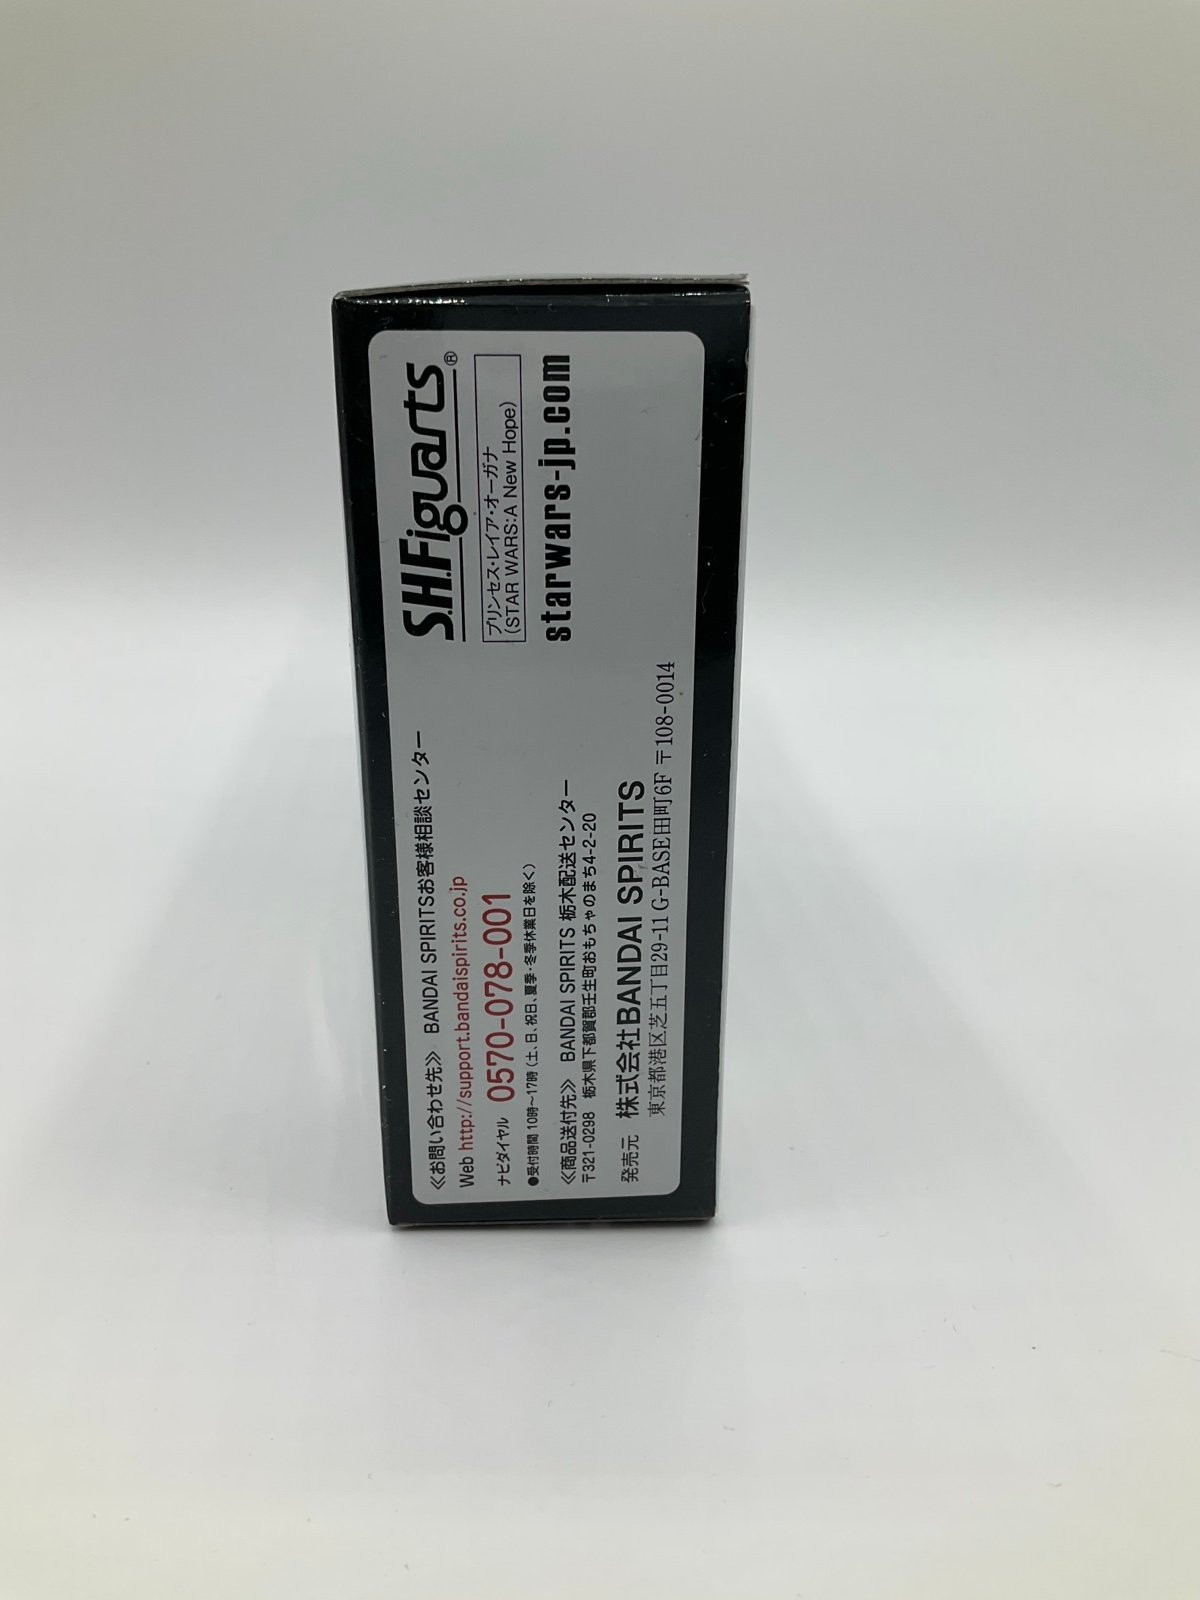 S.H.Figuarts®
プリンセス・レイア・オーガナ
(STAR WARS:A New Hope)
starwars-jp.com
≪お問い合わせ先≫ BANDAI SPIRITSお客様相談センター
Web http://support.bandaispirits.co.jp
ナビダイヤル 0570-078-001
●受付時間 10時～17時(土、日、祝日、夏季・冬季休業日を除く)
≪商品送付先≫ BANDAI SPIRITS 栃木配送センター
〒321-0298 栃木県下都賀郡壬生町おもちゃのまち4-2-20
発売元 株式会社BANDAI SPIRITS
東京都港区芝五丁目29-11 G-BASE田町6F 〒108-0014